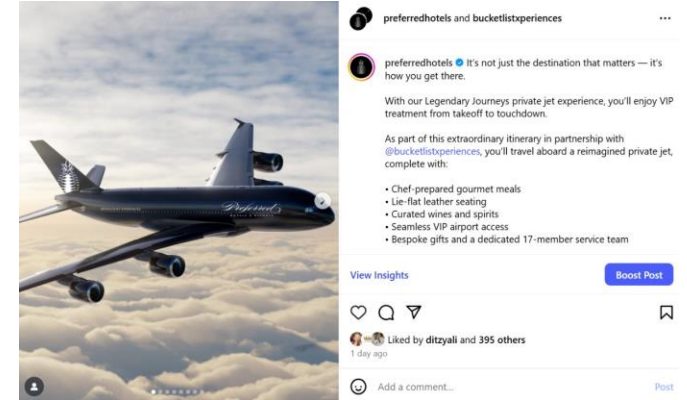 preferredhotels and bucketlistxperiences
preferredhotels It's not just the destination that matters — it's
how you get there.
With our Legendary Journeys private jet experience, you'll enjoy VIP
treatment from takeoff to touchdown.
As part of this extraordinary itinerary in partnership with
@bucketlistxperiences, you'll travel aboard a reimagined private jet,
complete with:
• Chef-prepared gourmet meals
• Lie-flat leather seating
• Curated wines and spirits
• Seamless VIP airport access
• Bespoke gifts and a dedicated 17-member service team
View Insights
Boost Post
Liked by ditzyali and 395 others
1 day ago
Add a comment...
Post
Preferred